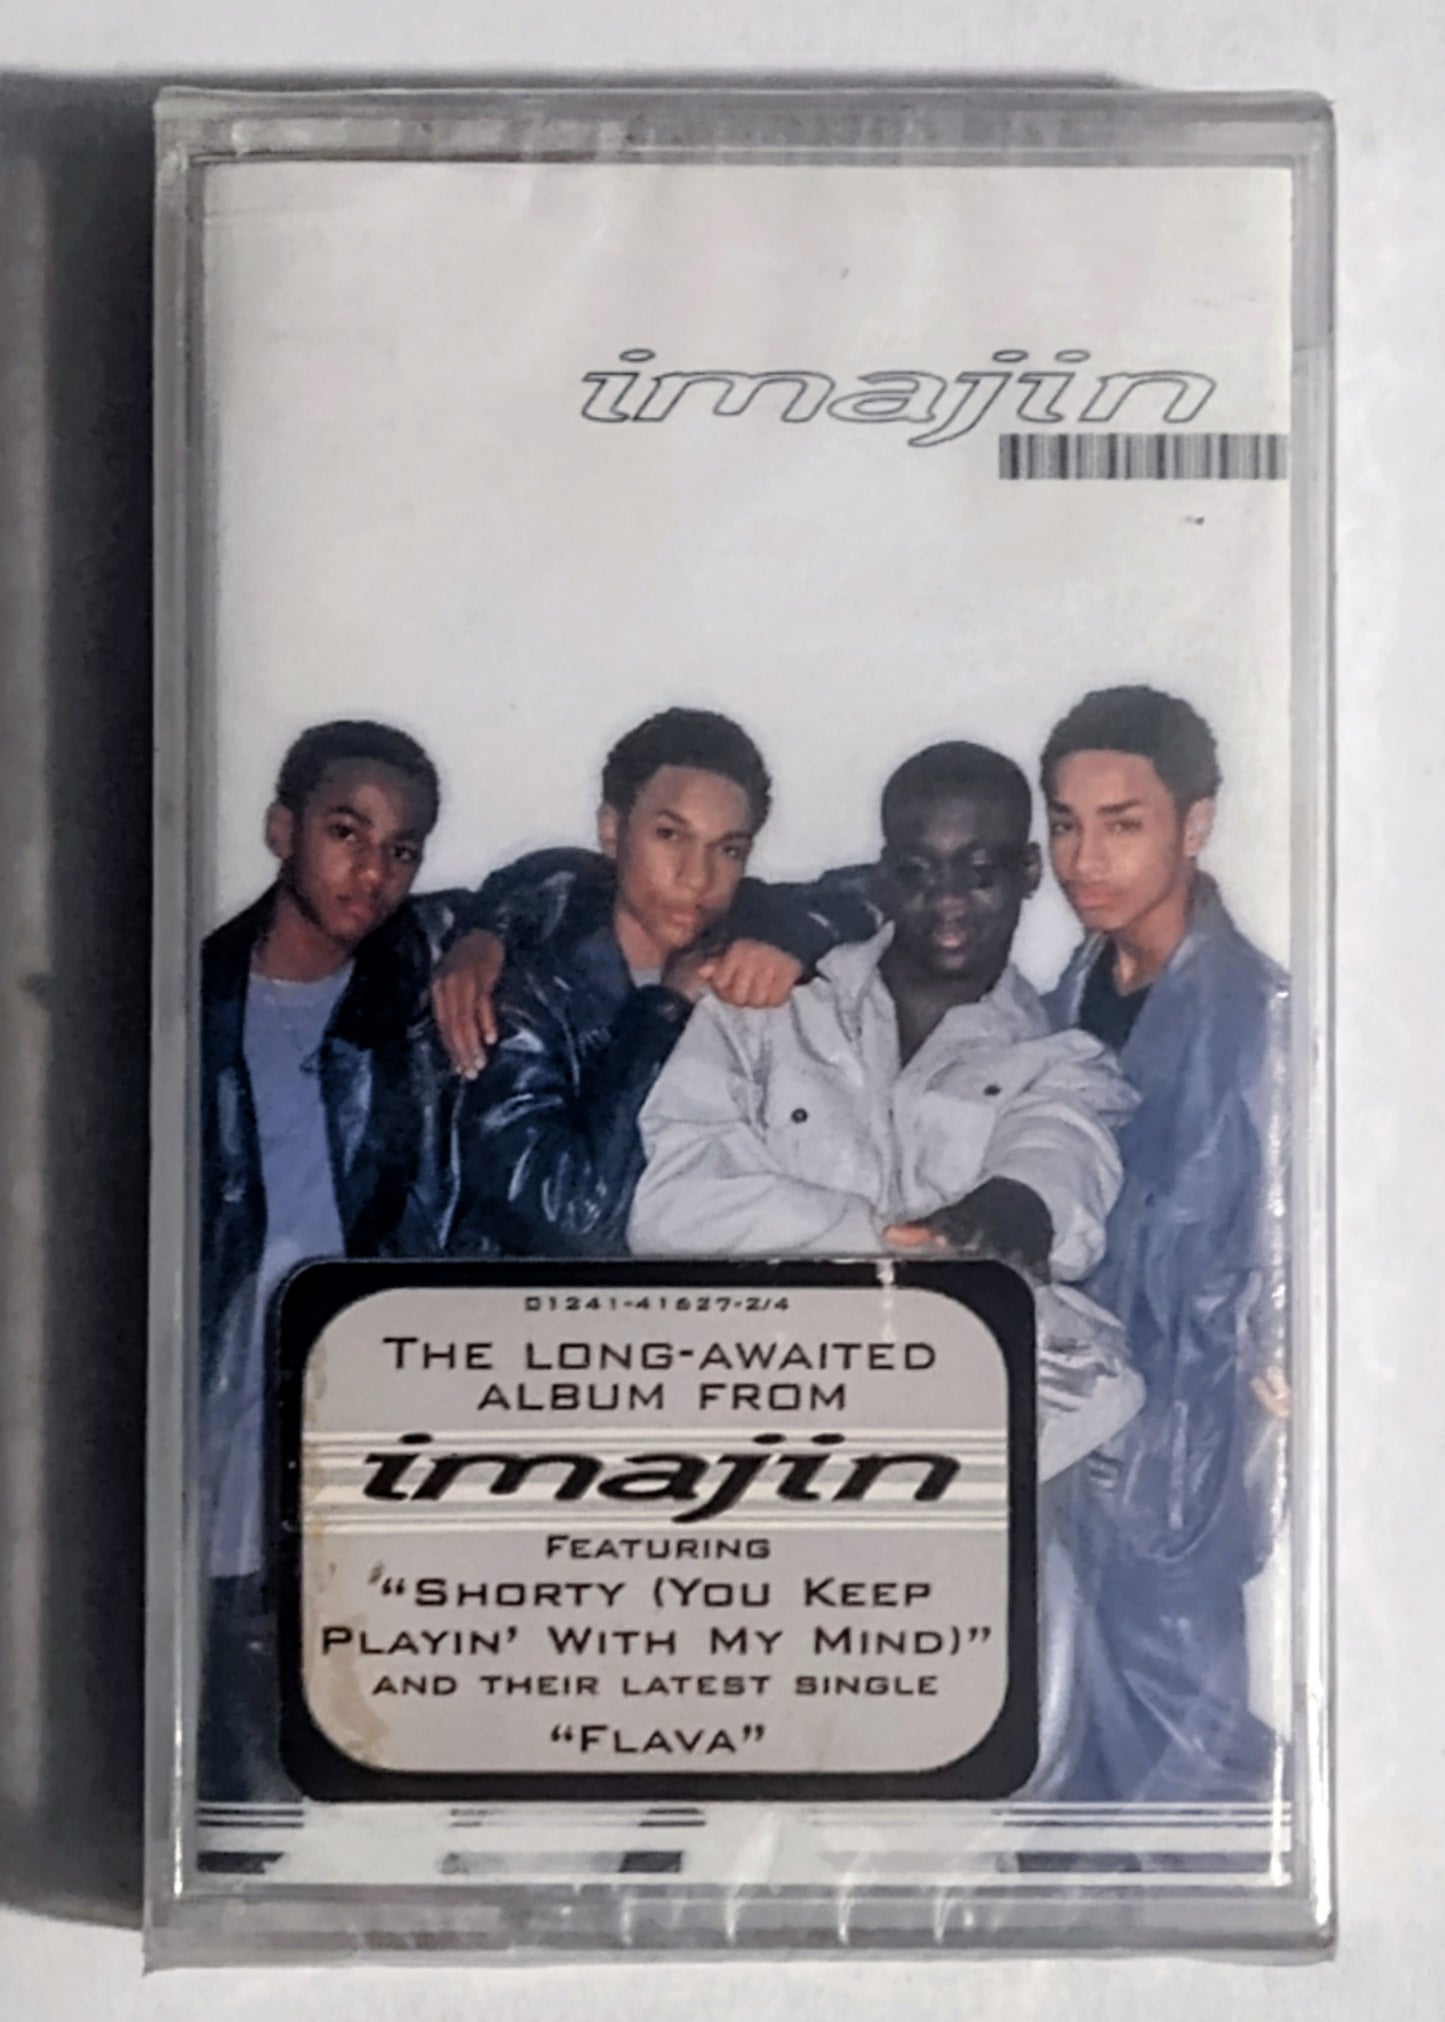 imajin
01241-41627-2/4
THE LONG-AWAITED
ALBUM FROM
imajin
FEATURING
“SHORTY (YOU KEEP
PLAYIN’ WITH MY MIND)”
AND THEIR LATEST SINGLE
“FLAVA”